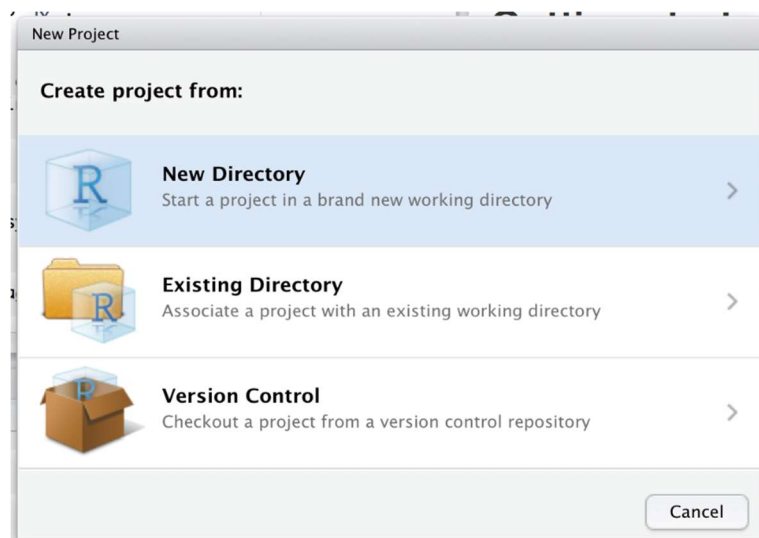 New Project
Create project from:
R
New Directory
Start a project in a brand new working directory
R
Existing Directory
Associate a project with an existing working directory
R
Version Control
Checkout a project from a version control repository
Cancel